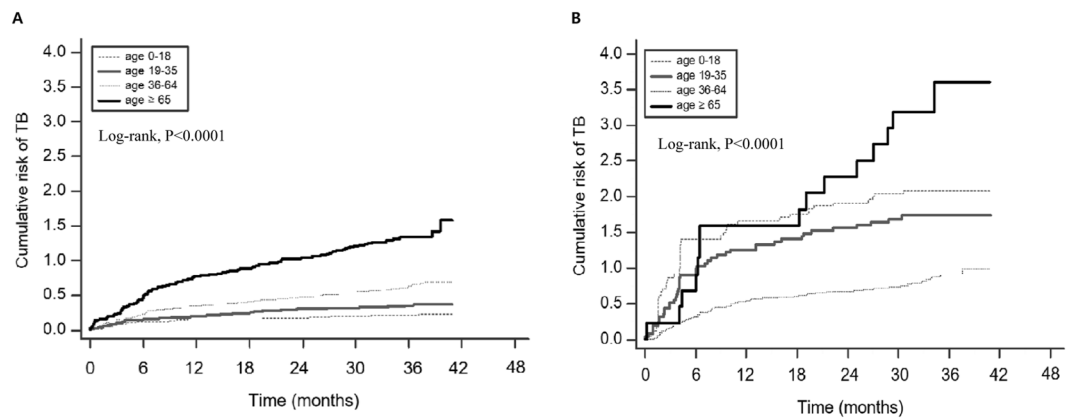 A
Cumulative risk of TB
4.0
3.5
3.0
2.5
2.0
1.5
1.0
0.5
0.0
age 0-18
age 19-35
age 36-64
age ≥ 65
Log-rank, P<0.0001
0 6 12 18 24 30 36 42 48
Time (months)
B
Cumulative risk of TB
4.0
3.5
3.0
2.5
2.0
1.5
1.0
0.5
0.0
age 0-18
age 19-35
age 36-64
age ≥ 65
Log-rank, P<0.0001
0 6 12 18 24 30 36 42 48
Time (months)